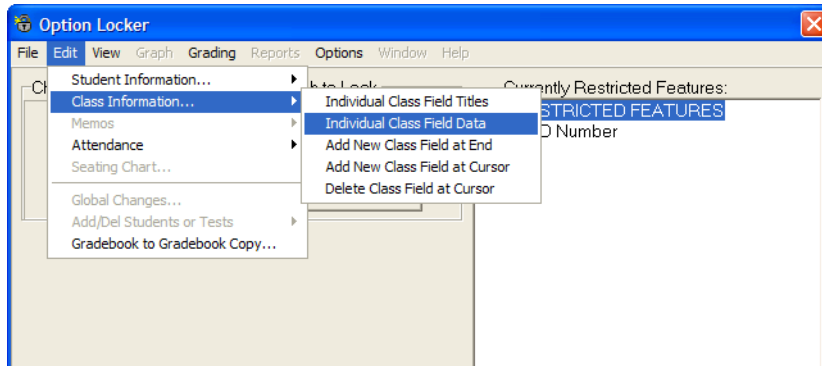 Option Locker
File Edit View Graph Grading Reports Options Window Help
Currently Restricted Features:
Student Information...
Class Information...
Memos
Attendance
Seating Chart...
Global Changes...
Add/Del Students or Tests
Gradebook to Gradebook Copy...
Individual Class Field Titles
Individual Class Field Data
Add New Class Field at End
Add New Class Field at Cursor
Delete Class Field at Cursor
STRICTED FEATURES
Number